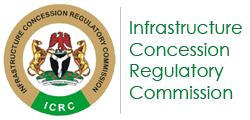 INFRASTRUCTURE CONCESSION REGULATORY COMMISSION
ICRC
Infrastructure
Concession
Regulatory
Commission